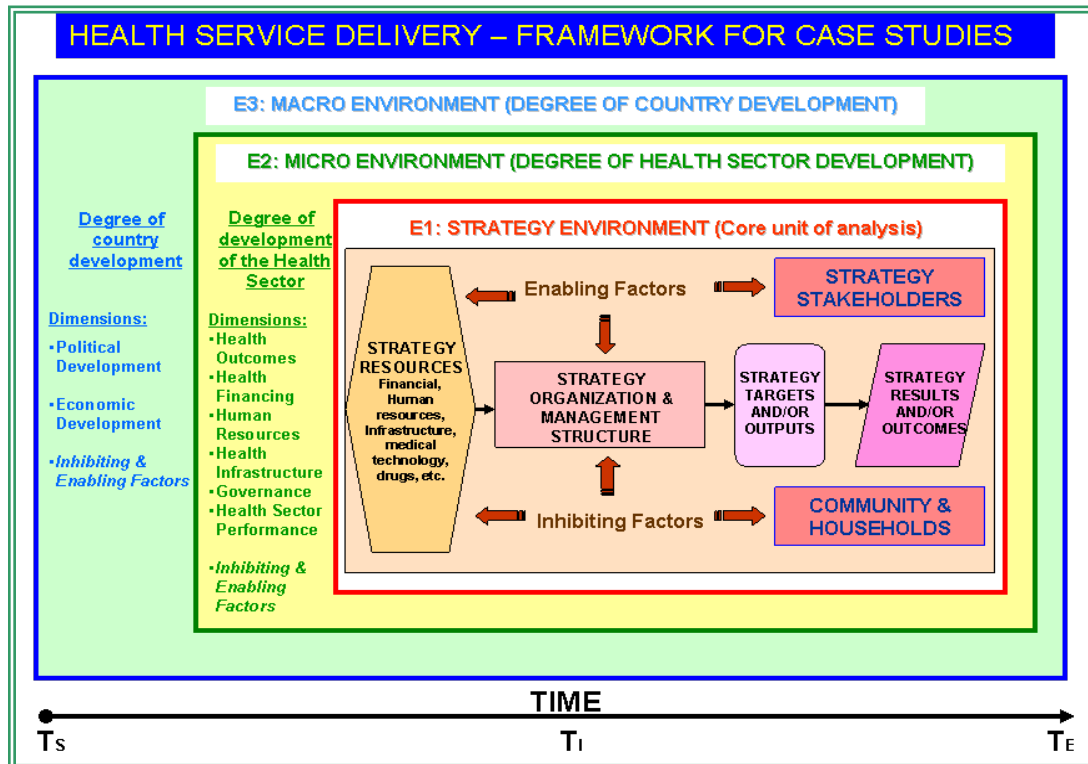 HEALTH SERVICE DELIVERY – FRAMEWORK FOR CASE STUDIES
E3: MACRO ENVIRONMENT (DEGREE OF COUNTRY DEVELOPMENT)
E2: MICRO ENVIRONMENT (DEGREE OF HEALTH SECTOR DEVELOPMENT)
Degree of
country
development
Dimensions:
•Political
Development
•Economic
Development
•Inhibiting &
Enabling Factors
Degree of
development
of the Health
Sector
Dimensions:
•Health
Outcomes
•Health
Financing
•Human
Resources
•Health
Infrastructure
•Governance
•Health Sector
Performance
•Inhibiting &
Enabling
Factors
E1: STRATEGY ENVIRONMENT (Core unit of analysis)
STRATEGY
RESOURCES
Financial,
Human
resources,
Infrastructure,
medical
technology,
drugs, etc.
Enabling Factors
STRATEGY
ORGANIZATION &
MANAGEMENT
STRUCTURE
Inhibiting Factors
STRATEGY
STAKEHOLDERS
STRATEGY
TARGETS
AND/OR
OUTPUTS
STRATEGY
RESULTS
AND/OR
OUTCOMES
COMMUNITY &
HOUSEHOLDS
TIME
TS TI TE